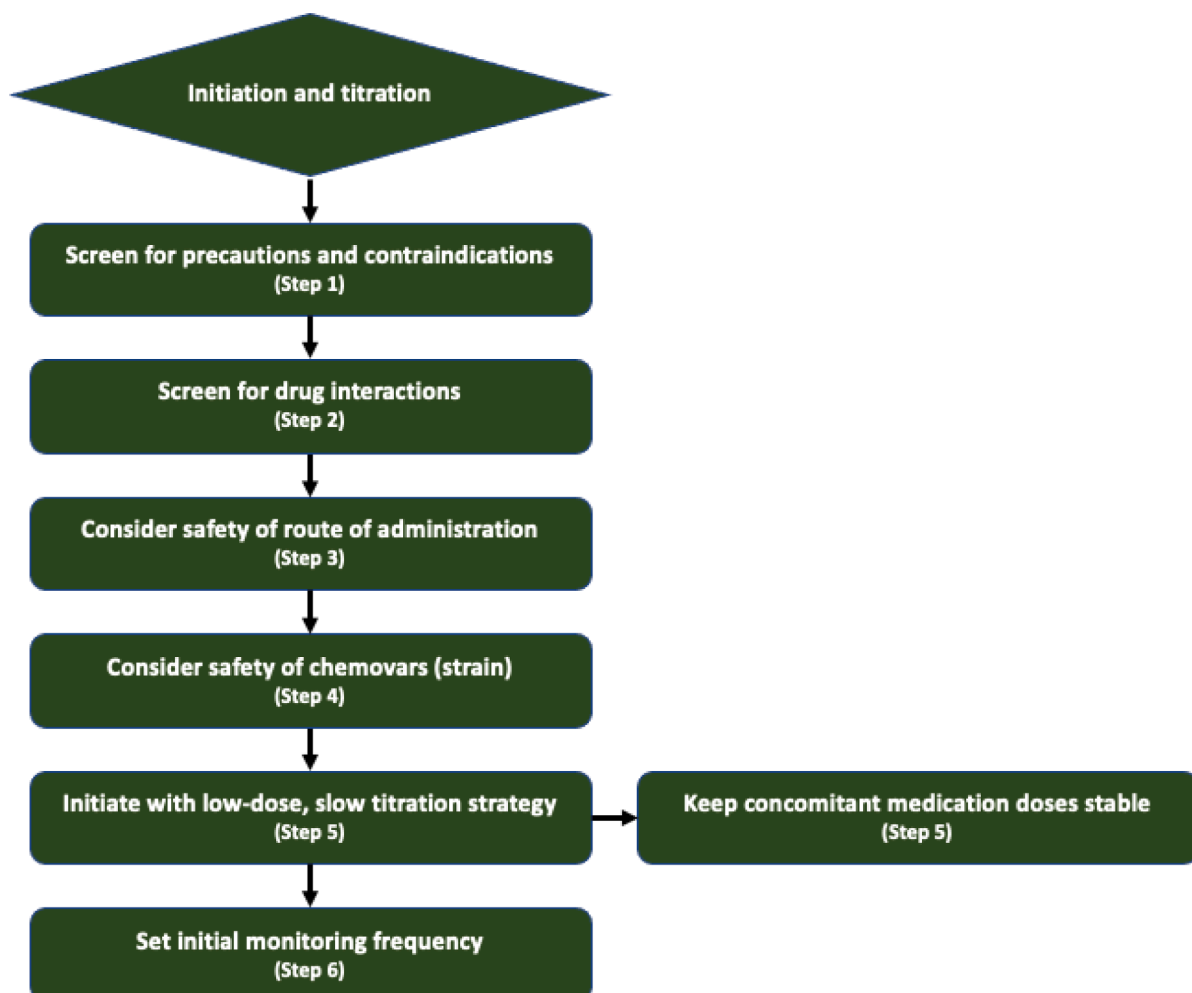 Initiation and titration
Screen for precautions and contraindications
(Step 1)
Screen for drug interactions
(Step 2)
Consider safety of route of administration
(Step 3)
Consider safety of chemovars (strain)
(Step 4)
Initiate with low-dose, slow titration strategy
(Step 5)
Keep concomitant medication doses stable
(Step 5)
Set initial monitoring frequency
(Step 6)